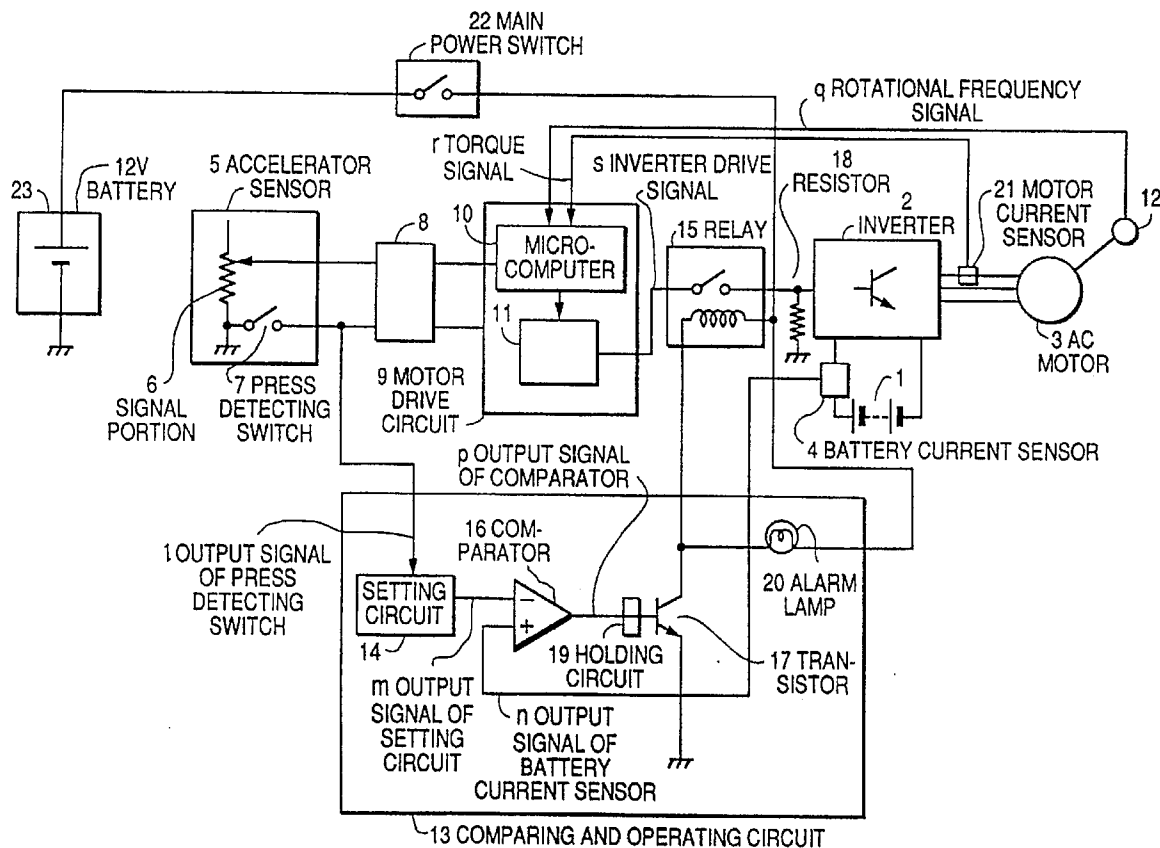 22 MAIN
POWER SWITCH
q ROTATIONAL FREQUENCY
SIGNAL
r TORQUE
SIGNAL
s INVERTER DRIVE
SIGNAL
18
RESISTOR
12V
BATTERY
23
5 ACCELERATOR
SENSOR
8
10
MICRO-
COMPUTER
11
15 RELAY
2
INVERTER
21 MOTOR
CURRENT
SENSOR
12
3 AC
MOTOR
6
SIGNAL
PORTION
7 PRESS
DETECTING
SWITCH
9 MOTOR
DRIVE
CIRCUIT
1
4 BATTERY CURRENT SENSOR
p OUTPUT SIGNAL
OF COMPARATOR
l OUTPUT SIGNAL
OF PRESS
DETECTING
SWITCH
16 COM-
PARATOR
SETTING
CIRCUIT
14
−
+
19 HOLDING
CIRCUIT
20 ALARM
LAMP
17 TRAN-
SISTOR
m OUTPUT
SIGNAL OF
SETTING
CIRCUIT
n OUTPUT
SIGNAL OF
BATTERY
CURRENT SENSOR
13 COMPARING AND OPERATING CIRCUIT